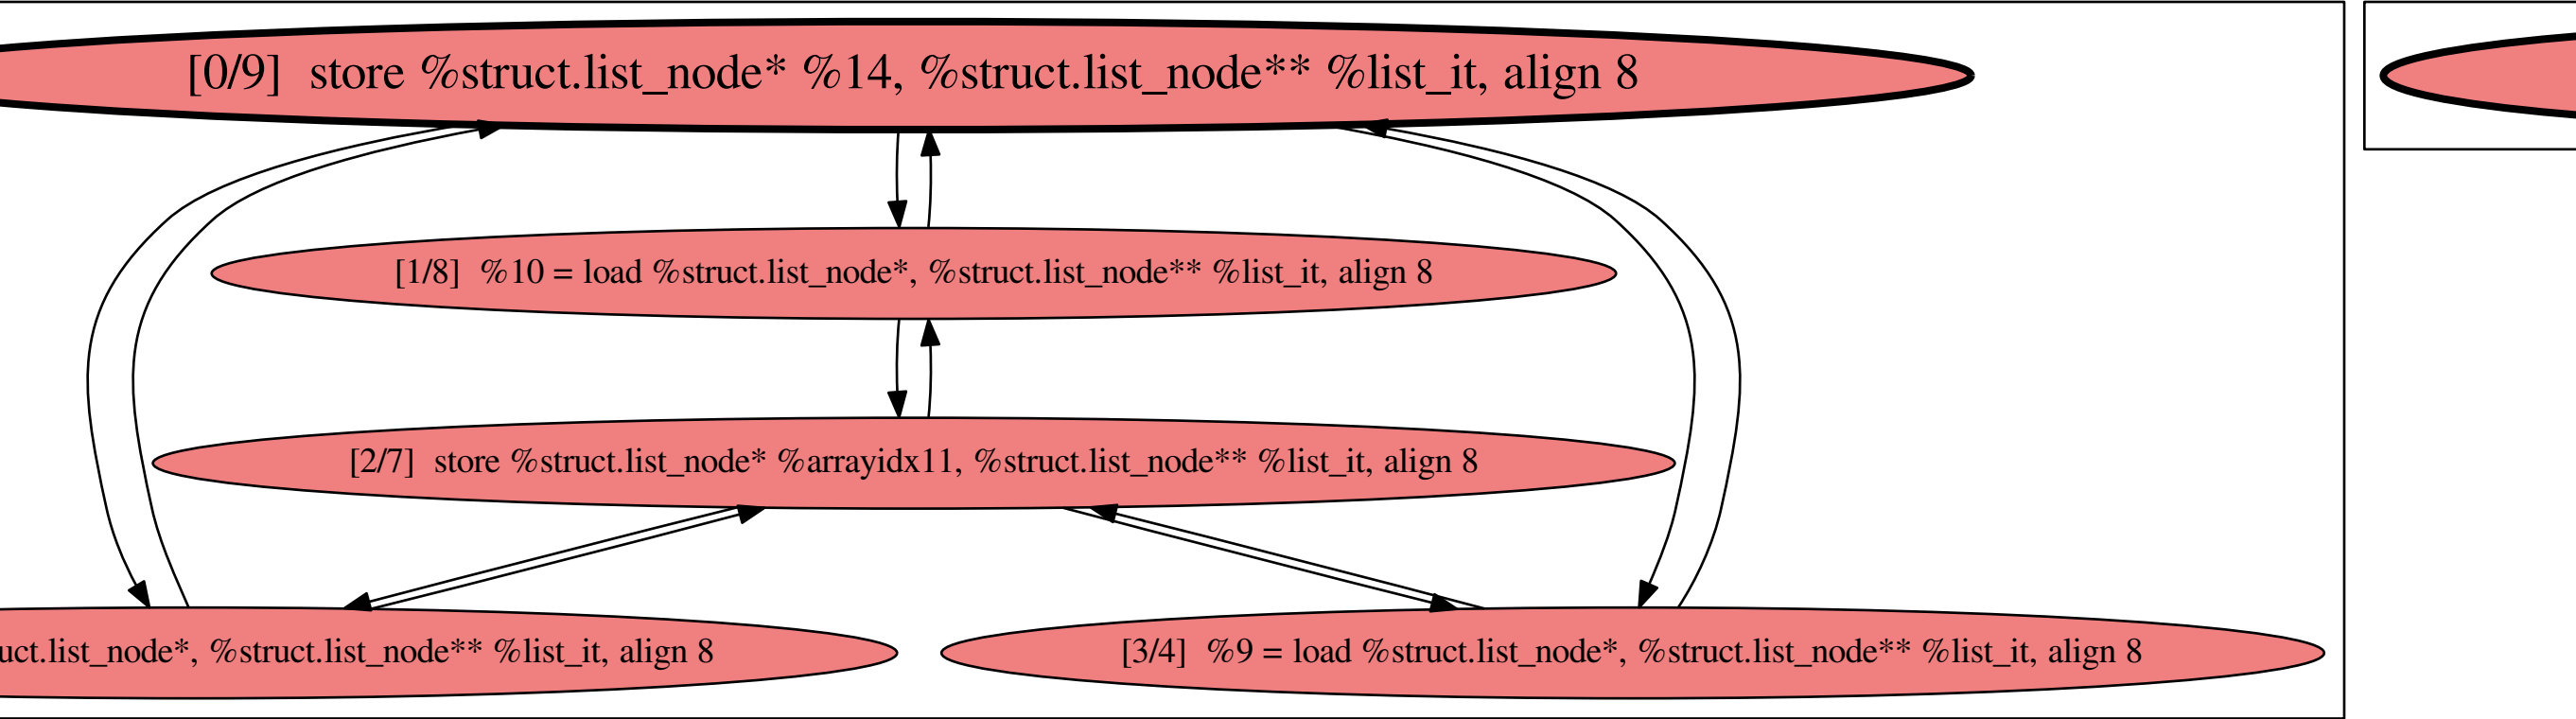 [0/9] store %struct.list_node* %14, %struct.list_node** %list_it, align 8
[1/8] %10 = load %struct.list_node*, %struct.list_node** %list_it, align 8
[2/7] store %struct.list_node* %arrayidx11, %struct.list_node** %list_it, align 8
uct.list_node*, %struct.list_node** %list_it, align 8
[3/4] %9 = load %struct.list_node*, %struct.list_node** %list_it, align 8